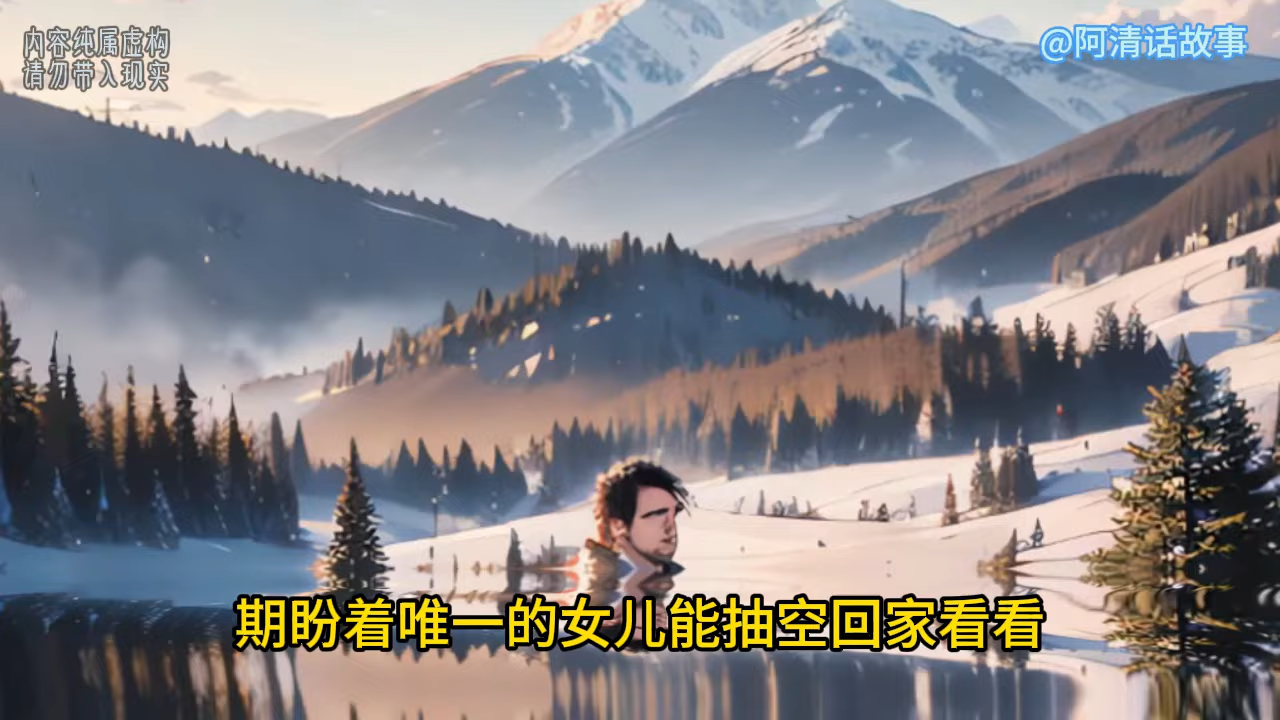 内容纯属虚构
请勿带入现实
@阿清话故事
期盼着唯一的女儿能抽空回家看看